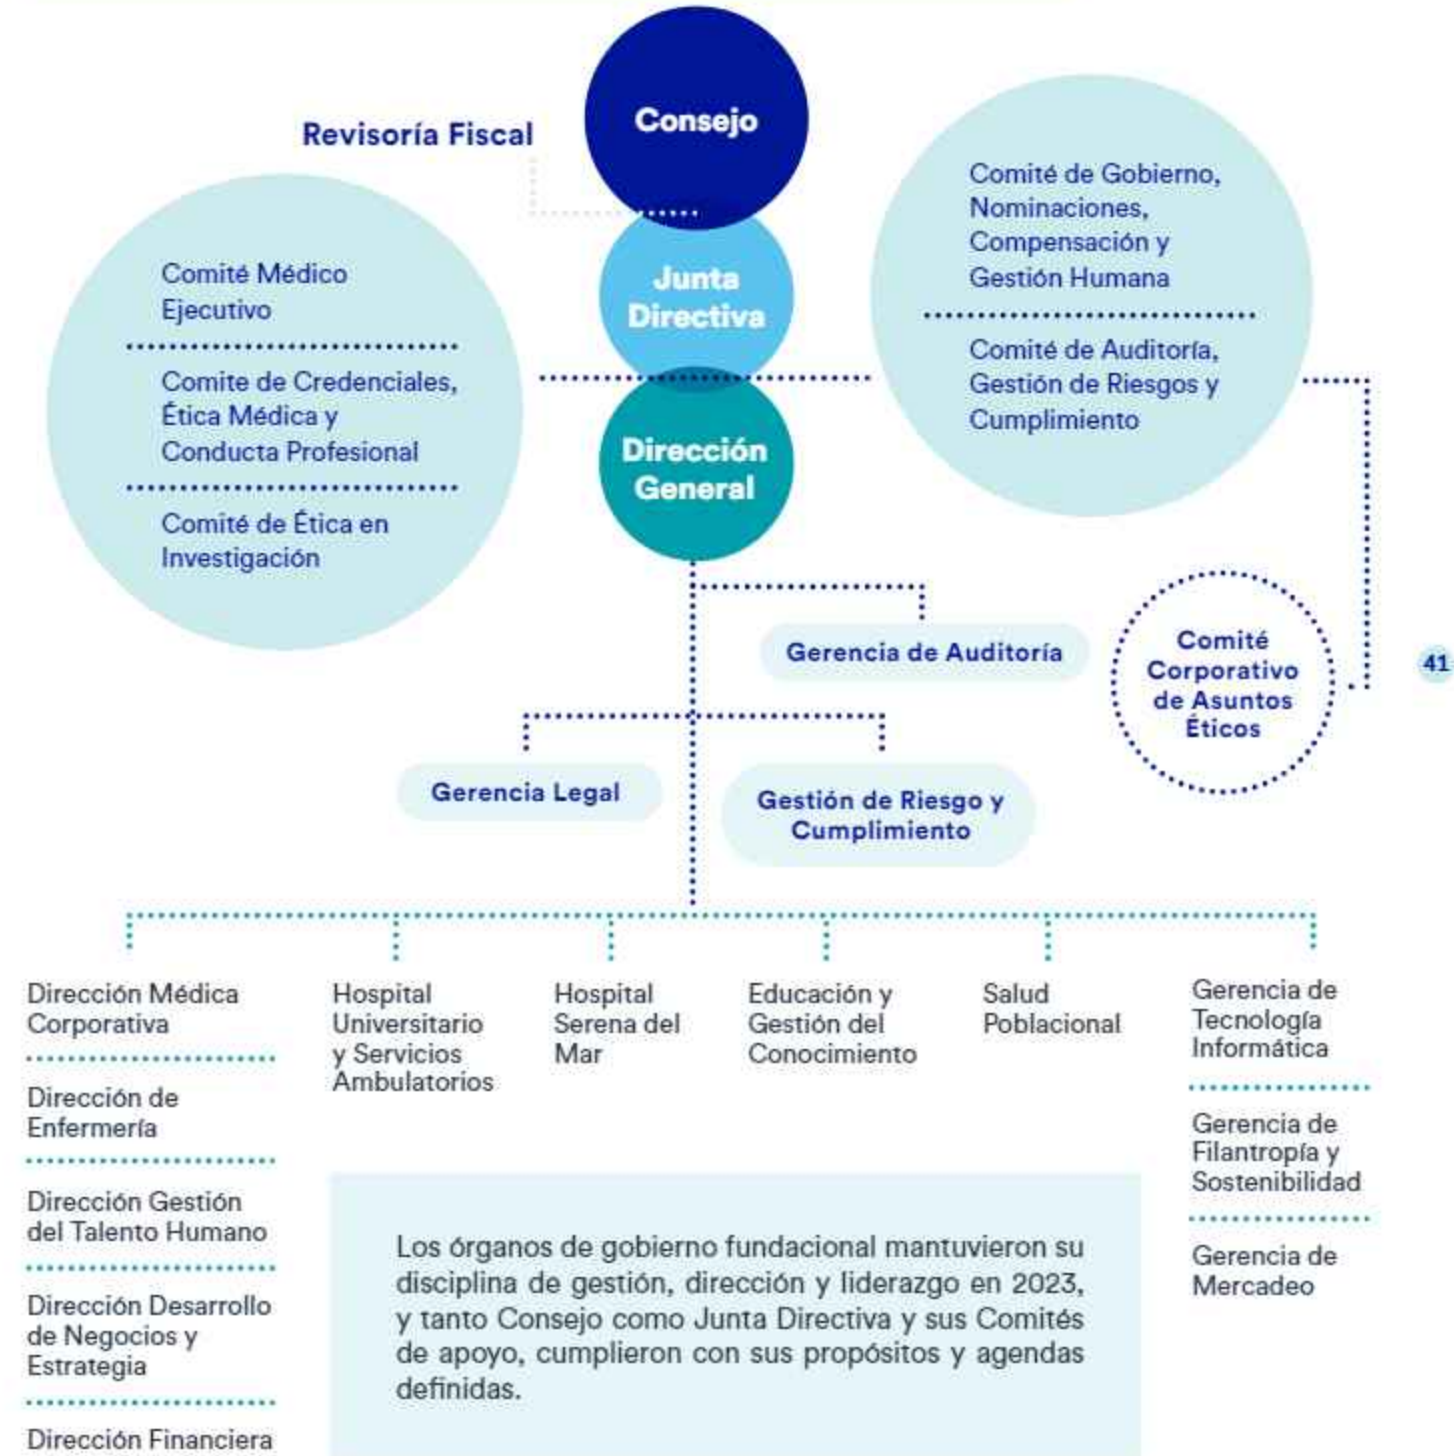 Consejo
Revisoría Fiscal
Junta
Directiva
Dirección
General
Comité Médico
Ejecutivo
Comite de Credenciales,
Ética Médica y
Conducta Profesional
Comité de Ética en
Investigación
Comité de Gobierno,
Nominaciones,
Compensación y
Gestión Humana
Comité de Auditoría,
Gestión de Riesgos y
Cumplimiento
Gerencia de Auditoría
Comité
Corporativo
de Asuntos
Éticos
41
Gerencia Legal
Gestión de Riesgo y
Cumplimiento
Dirección Médica
Corporativa
Dirección de
Enfermería
Dirección Gestión
del Talento Humano
Dirección Desarrollo
de Negocios y
Estrategia
Dirección Financiera
Hospital
Universitario
y Servicios
Ambulatorios
Hospital
Serena del
Mar
Educación y
Gestión del
Conocimiento
Salud
Poblacional
Gerencia de
Tecnología
Informática
Gerencia de
Filantropía y
Sostenibilidad
Gerencia de
Mercadeo
Los órganos de gobierno fundacional mantuvieron su
disciplina de gestión, dirección y liderazgo en 2023,
y tanto Consejo como Junta Directiva y sus Comités
de apoyo, cumplieron con sus propósitos y agendas
definidas.